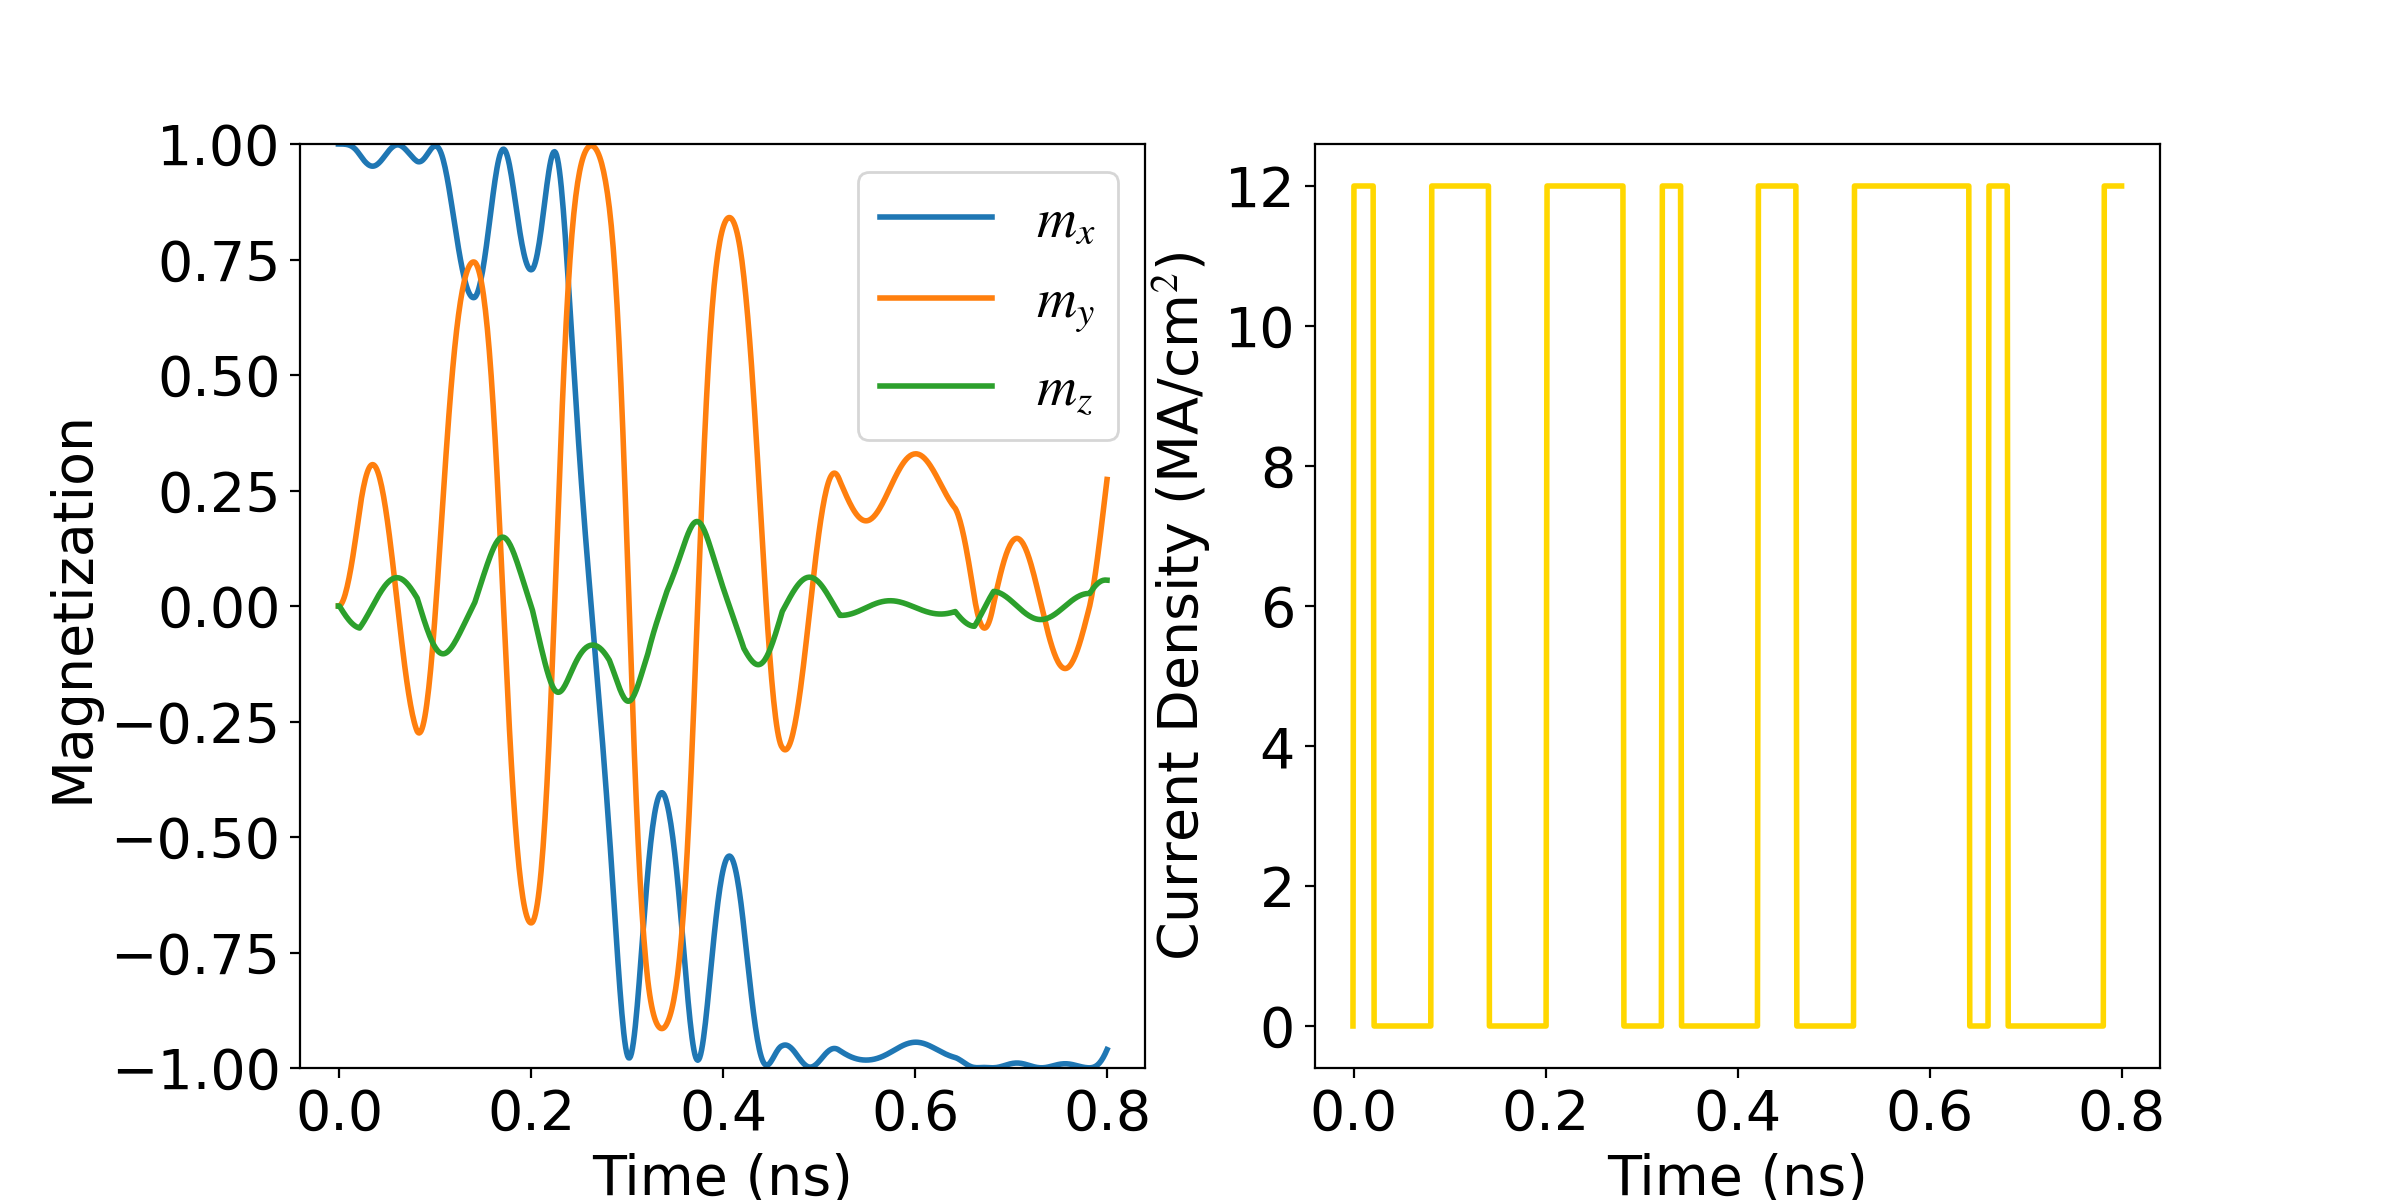 1.00
0.75
0.50
0.25
0.00
−0.25
−0.50
−0.75
−1.00
Magnetization
0.0 0.2 0.4 0.6 0.8
Time (ns)
m_x
m_y
m_z
12
10
8
6
4
2
0
Current Density (MA/cm²)
0.0 0.2 0.4 0.6 0.8
Time (ns)